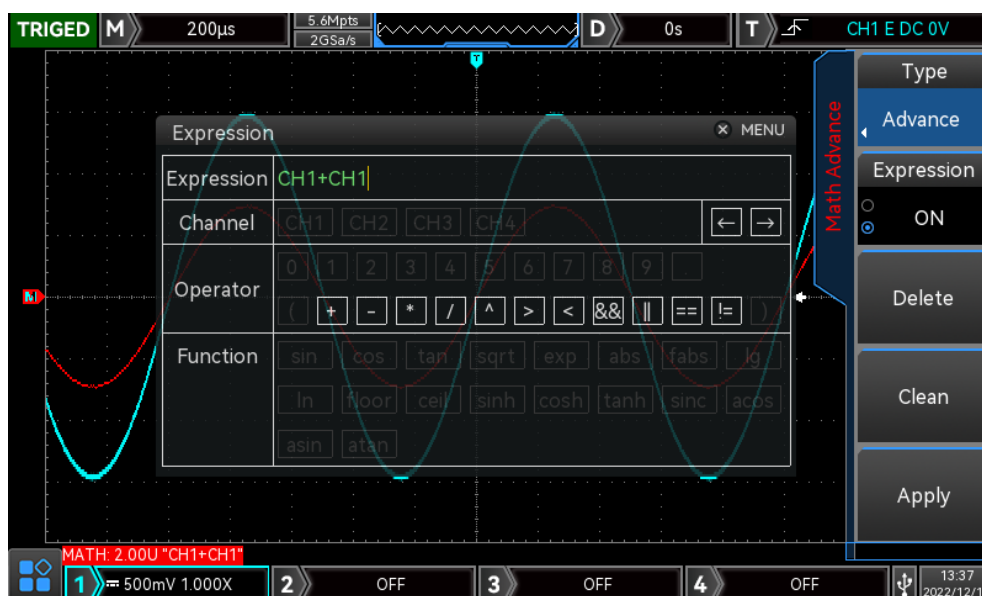 TRIGED M 200μs 5.6Mpts D 0s T CH1 E DC 0V
2GSa/s
T
Type
Advance
Expression
ON
Delete
Clean
Apply
Math Advance
Expression × MENU
Expression CH1+CH1
Channel CH1 CH2 CH3 CH4 ← →
Operator 0 1 2 3 4 5 6 7 8 9 .
( + - * / ^ > < && || == != )
Function sin cos tan sqrt exp abs fabs lg
ln floor ceil sinh cosh tanh sinc acos
asin atan
M
MATH: 2.00U "CH1+CH1"
1 500mV 1.000X 2 OFF 3 OFF 4 OFF 13:37
2022/12/1